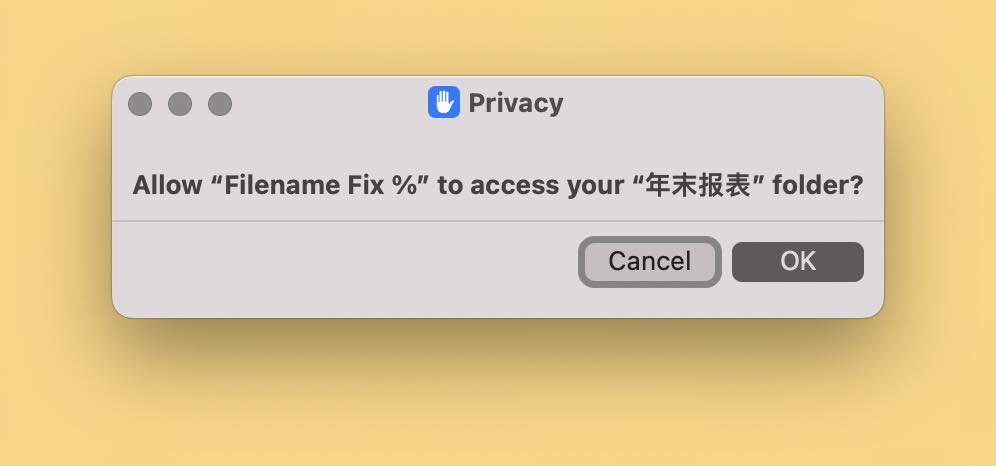 Privacy
Allow “Filename Fix %” to access your “年末报表” folder?
Cancel
OK